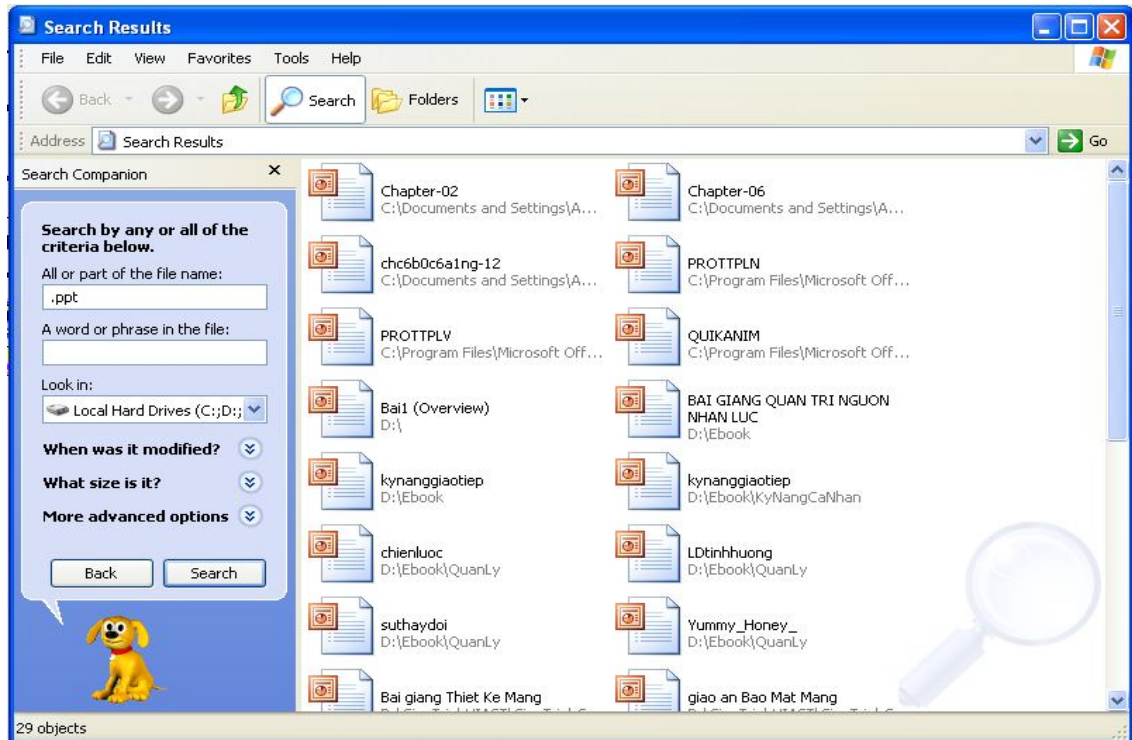 Search Results
File Edit View Favorites Tools Help
Back Search Folders
Address Search Results Go
Search Companion
Search by any or all of the
criteria below.
All or part of the file name:
.ppt
A word or phrase in the file:
Look in:
Local Hard Drives (C:;D:;
When was it modified?
What size is it?
More advanced options
Back Search
Chapter-02
C:\Documents and Settings\A...
Chapter-06
C:\Documents and Settings\A...
chc6b0c6a1ng-12
C:\Documents and Settings\A...
PROTTPLN
C:\Program Files\Microsoft Off...
PROTTPLV
C:\Program Files\Microsoft Off...
QUIKANIM
C:\Program Files\Microsoft Off...
Bai1 (Overview)
D:\
BAI GIANG QUAN TRI NGUON
NHAN LUC
D:\Ebook
kynanggiaotiep
D:\Ebook
kynanggiaotiep
D:\Ebook\KyNangCaNhan
chienluoc
D:\Ebook\QuanLy
LDtinhhuong
D:\Ebook\QuanLy
suthaydoi
D:\Ebook\QuanLy
Yummy_Honey_
D:\Ebook\QuanLy
Bai giang Thiet Ke Mang
giao an Bao Mat Mang
29 objects